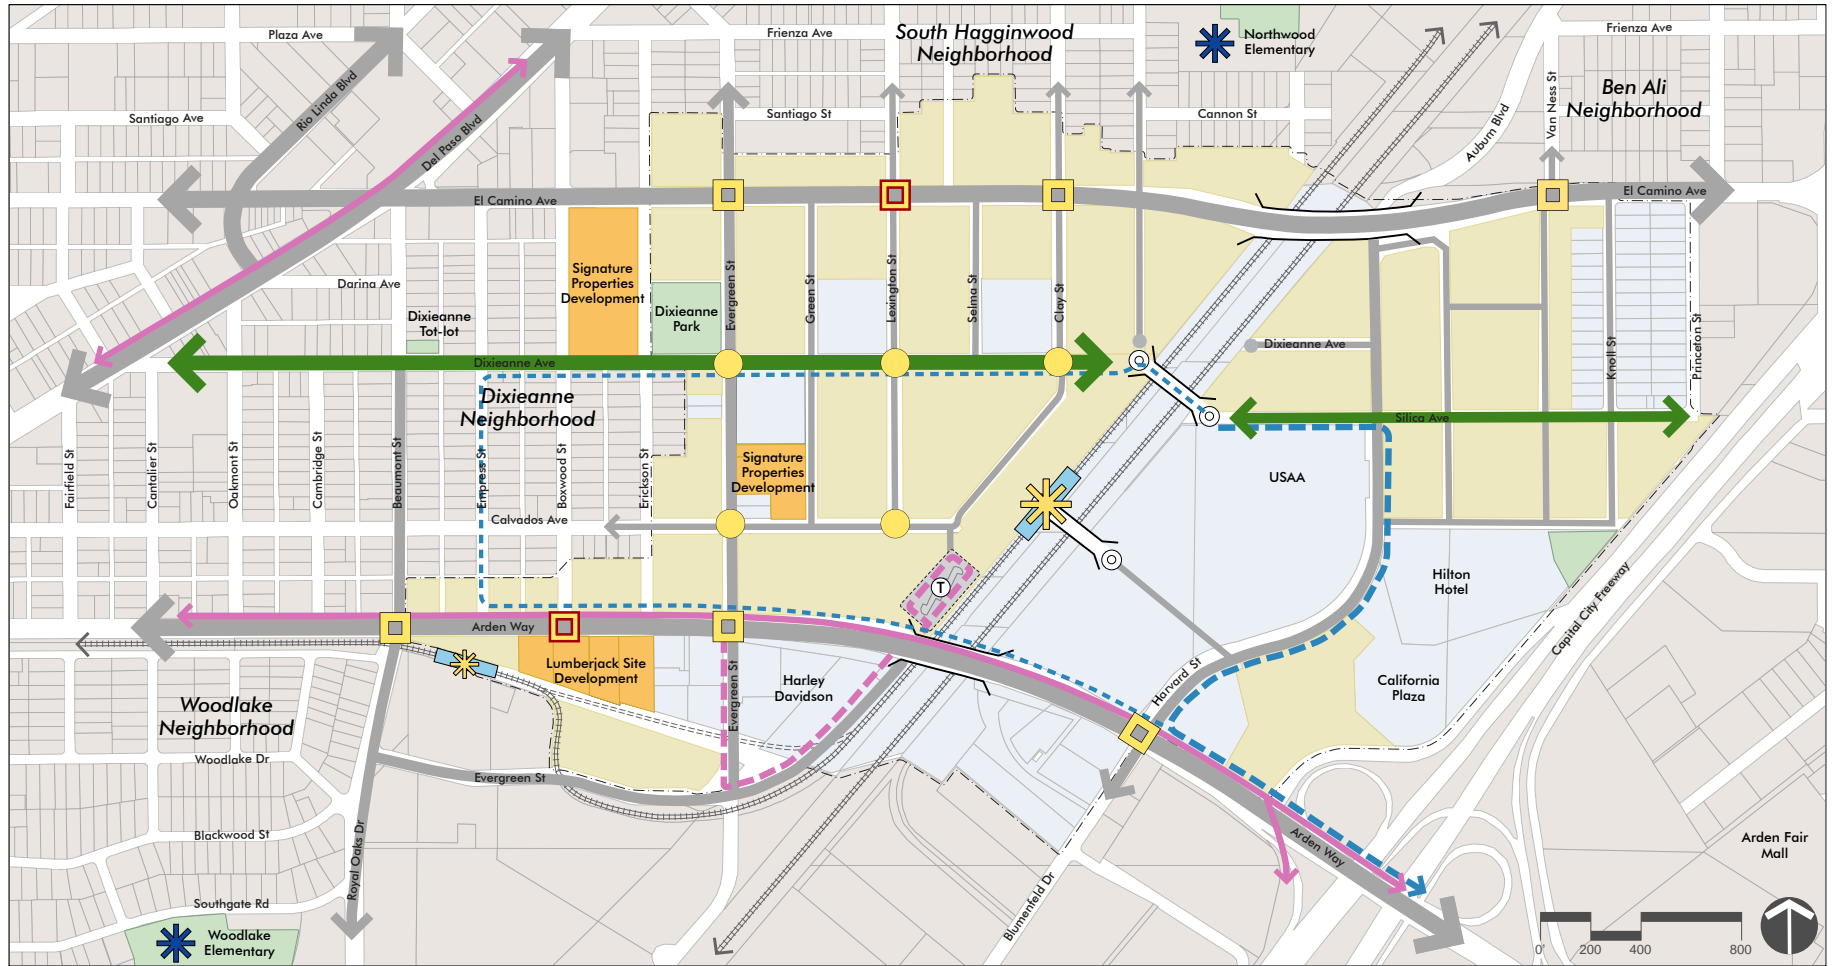 Plaza Ave
Frienza Ave
South Hagginwood
Neighborhood
Northwood
Elementary
Frienza Ave
Rio Linda Blvd
Santiago Ave
Del Paso Blvd
Santiago St
Cannon St
Auburn Blvd
Van Ness St
Ben Ali
Neighborhood
El Camino Ave
El Camino Ave
Darina Ave
Dixieanne
Tot-lot
Signature
Properties
Development
Dixieanne
Park
Evergreen St
Green St
Lexington St
Selma St
Clay St
Dixieanne Ave
Knoll St
Princeton St
Dixieanne Ave
Dixieanne
Neighborhood
Silica Ave
Fairfield St
Cantalier St
Oakmont St
Cambridge St
Beaumont St
Empress St
Boxwood St
Erickson St
Signature
Properties
Development
USAA
Calvados Ave
T
Hilton
Hotel
Capital City Freeway
Arden Way
Lumberjack Site
Development
Evergreen St
Harley
Davidson
Harvard St
California
Plaza
Woodlake
Neighborhood
Woodlake Dr
Evergreen St
Blackwood St
Royal Oaks Dr
Arden Way
Arden Fair
Mall
Southgate Rd
Blumenfeld Dr
Woodlake
Elementary
0' 200 400 800